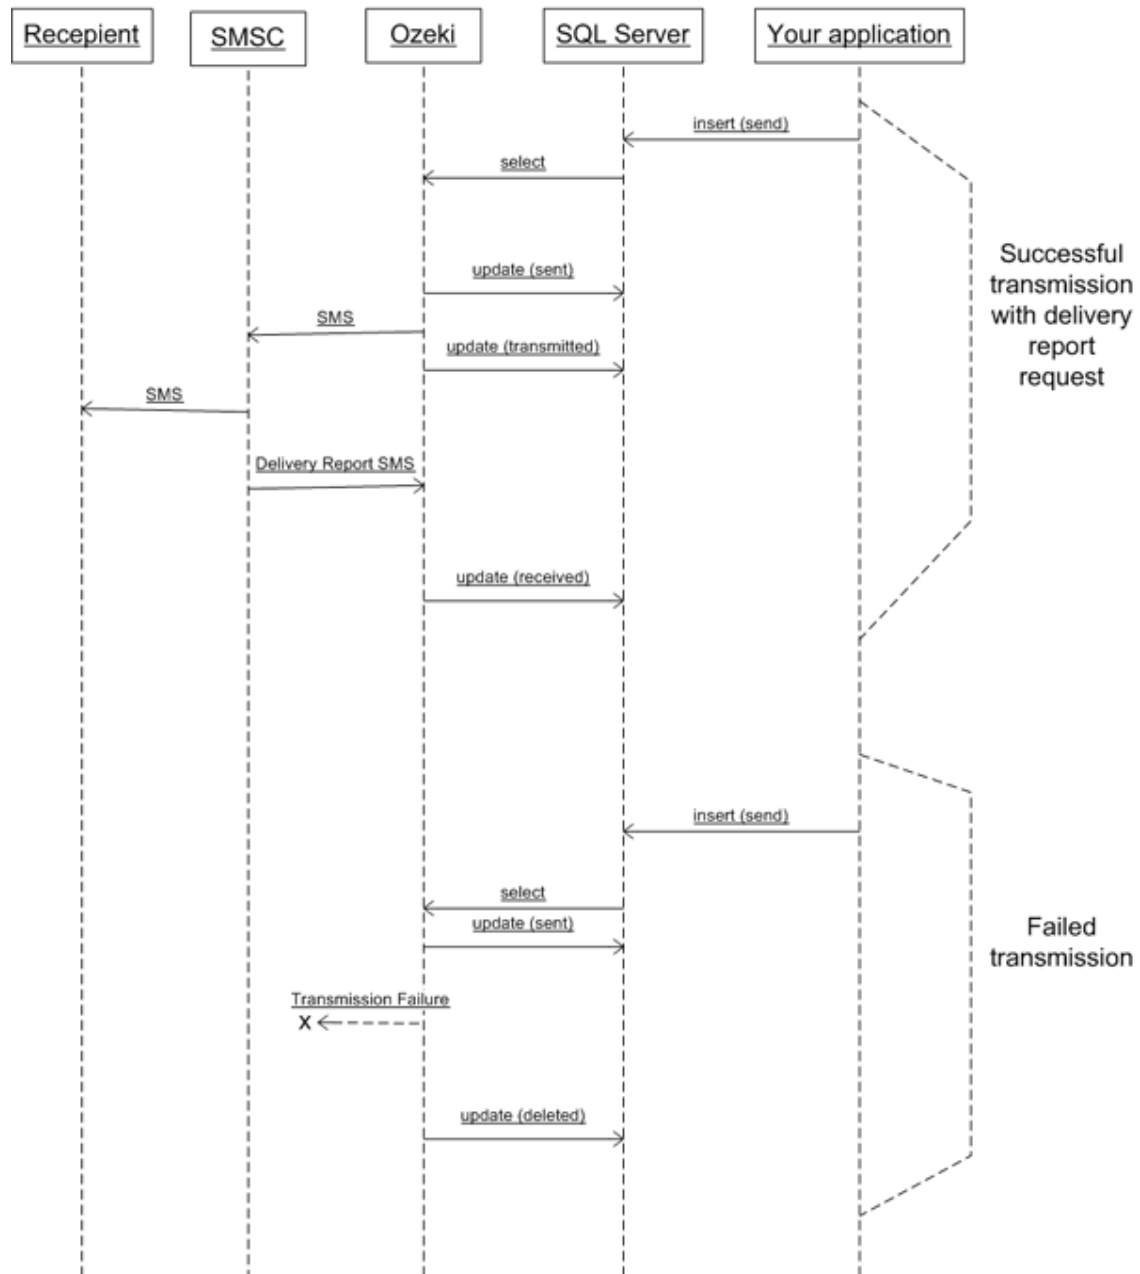 Recepient
SMSC
Ozeki
SQL Server
Your application
insert (send)
select
Successful
transmission
with delivery
report
request
update (sent)
SMS
update (transmitted)
SMS
Delivery Report SMS
update (received)
insert (send)
select
update (sent)
Failed
transmission
Transmission Failure
X
update (deleted)